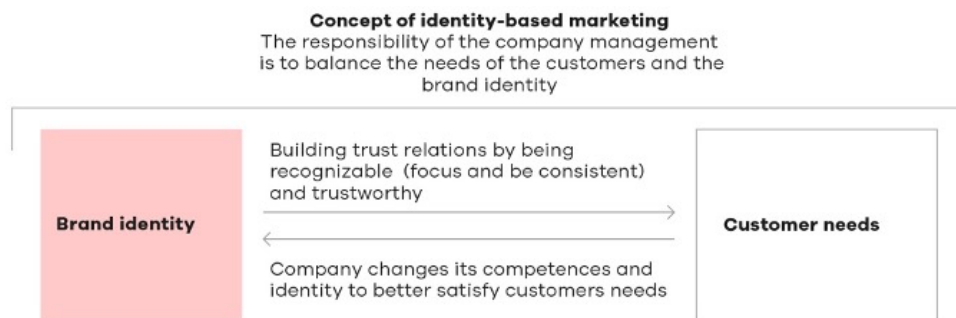 Concept of identity-based marketing
The responsibility of the company management
is to balance the needs of the customers and the
brand identity
Building trust relations by being
recognizable (focus and be consistent)
and trustworthy
Brand identity
Customer needs
Company changes its competences and
identity to better satisfy customers needs